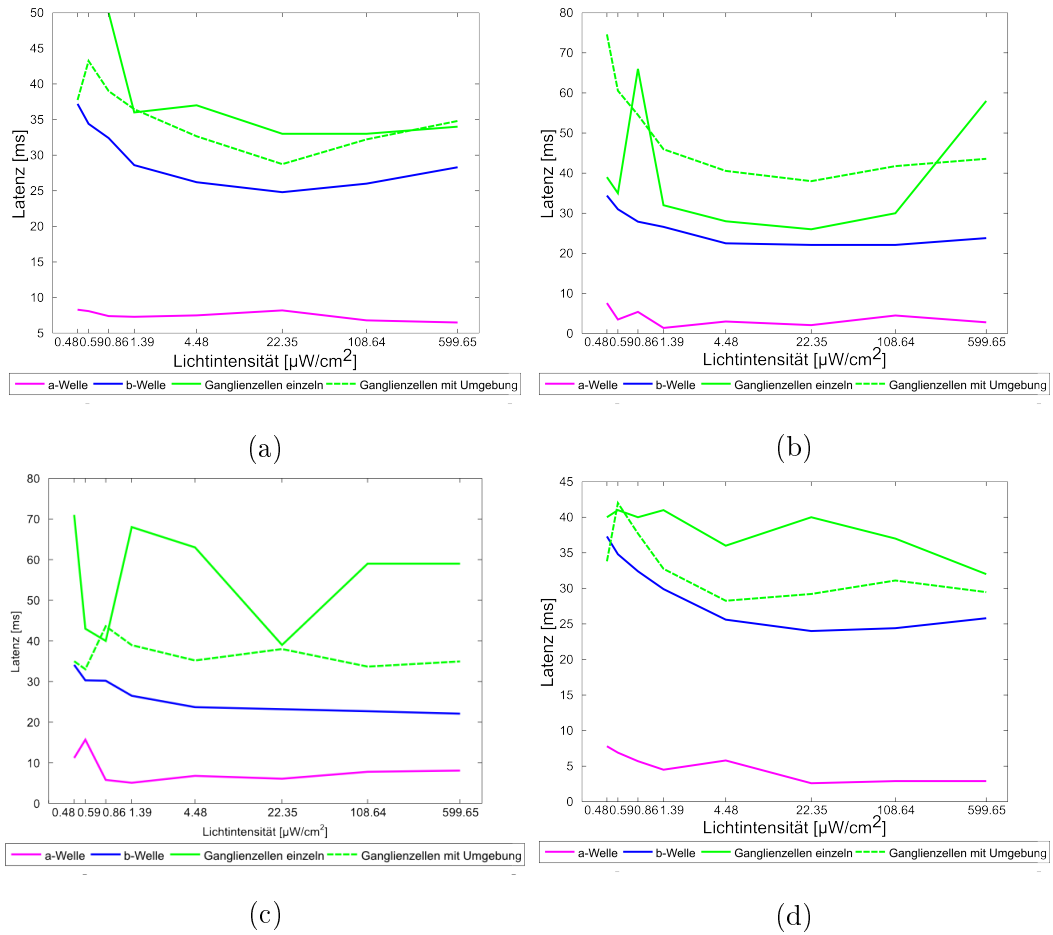 50
45
40
35
30
25
20
15
10
5
Latenz [ms]
0.48 0.59 0.86 1.39 4.48 22.35 108.64 599.65
Lichtintensität [µW/cm²]
a-Welle b-Welle Ganglienzellen einzeln Ganglienzellen mit Umgebung
(a)
80
70
60
50
40
30
20
10
0
Latenz [ms]
0.48 0.59 0.86 1.39 4.48 22.35 108.64 599.65
Lichtintensität [µW/cm²]
a-Welle b-Welle Ganglienzellen einzeln Ganglienzellen mit Umgebung
(b)
80
70
60
50
40
30
20
10
0
Latenz [ms]
0.48 0.59 0.86 1.39 4.48 22.35 108.64 599.65
Lichtintensität [µW/cm²]
a-Welle b-Welle Ganglienzellen einzeln Ganglienzellen mit Umgebung
(c)
45
40
35
30
25
20
15
10
5
0
Latenz [ms]
0.48 0.59 0.86 1.39 4.48 22.35 108.64 599.65
Lichtintensität [µW/cm²]
a-Welle b-Welle Ganglienzellen einzeln Ganglienzellen mit Umgebung
(d)